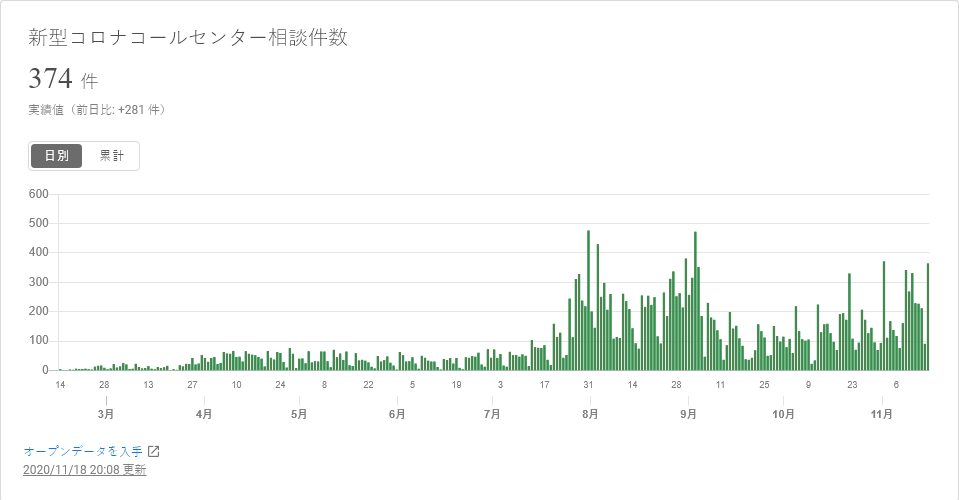 新型コロナコールセンター相談件数
374 件
実績値（前日比: +281 件）
日別 累計
600
500
400
300
200
100
0
14 28 13 27 10 24 8 22 5 19 3 17 31 14 28 11 25 9 23 6
3月 4月 5月 6月 7月 8月 9月 10月 11月
オープンデータを入手
2020/11/18 20:08 更新